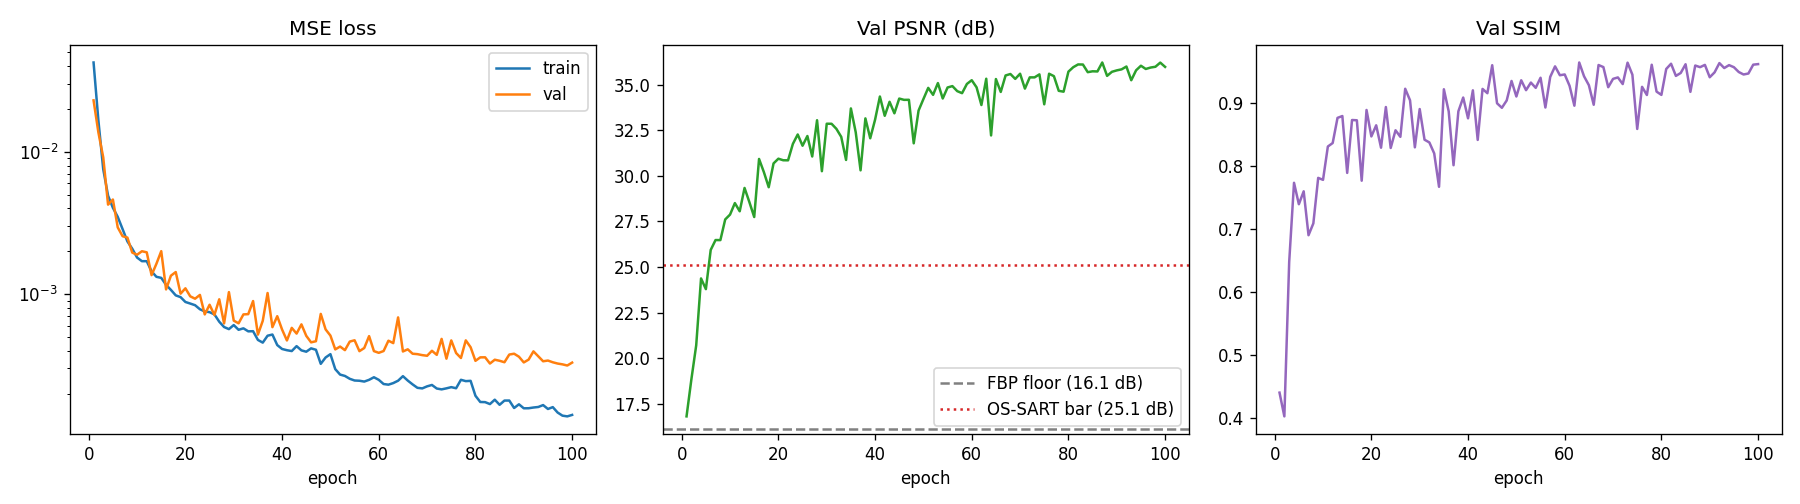 MSE loss
train
val
10⁻²
10⁻³
0 20 40 60 80 100
epoch
Val PSNR (dB)
35.0
32.5
30.0
27.5
25.0
22.5
20.0
17.5
FBP floor (16.1 dB)
OS-SART bar (25.1 dB)
0 20 40 60 80 100
epoch
Val SSIM
0.9
0.8
0.7
0.6
0.5
0.4
0 20 40 60 80 100
epoch